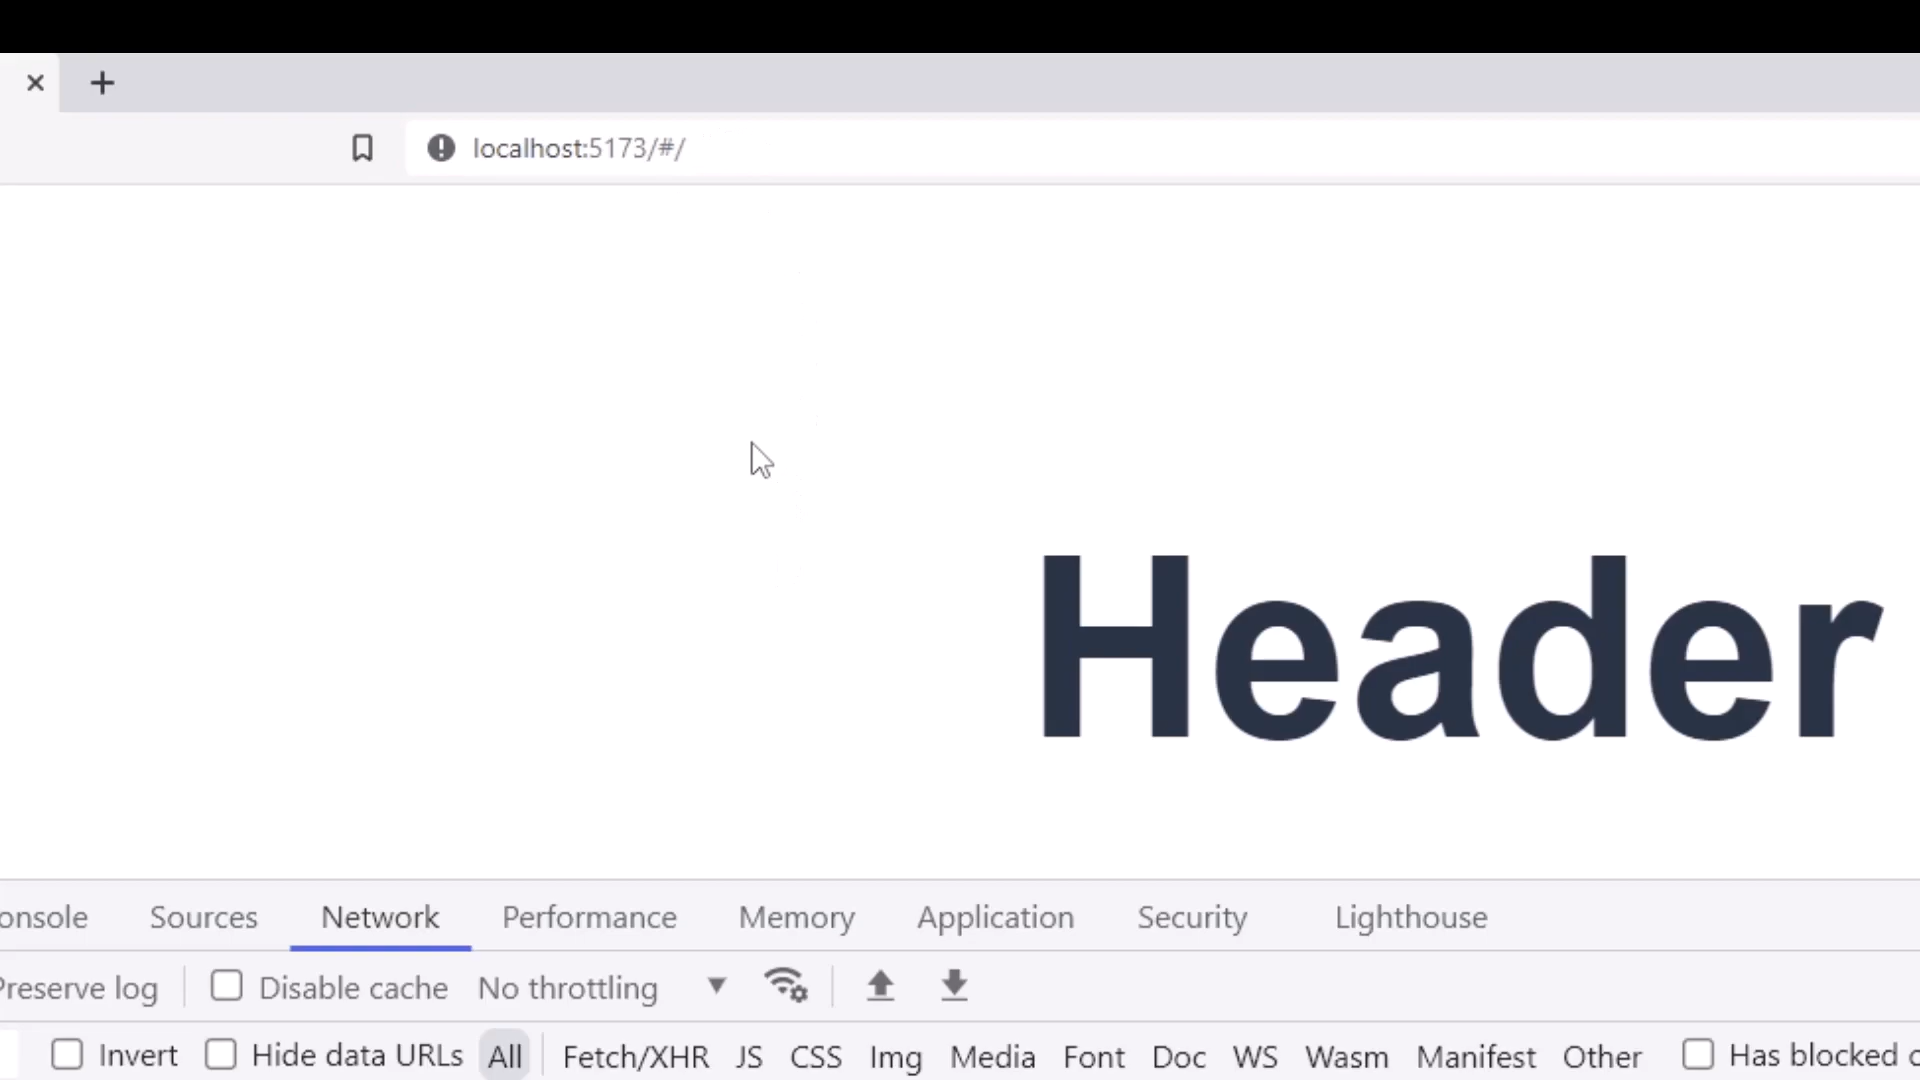 localhost:5173/#/
Header
onsole Sources Network Performance Memory Application Security Lighthouse
Preserve log Disable cache No throttling
Invert Hide data URLs All Fetch/XHR JS CSS Img Media Font Doc WS Wasm Manifest Other Has blocked c